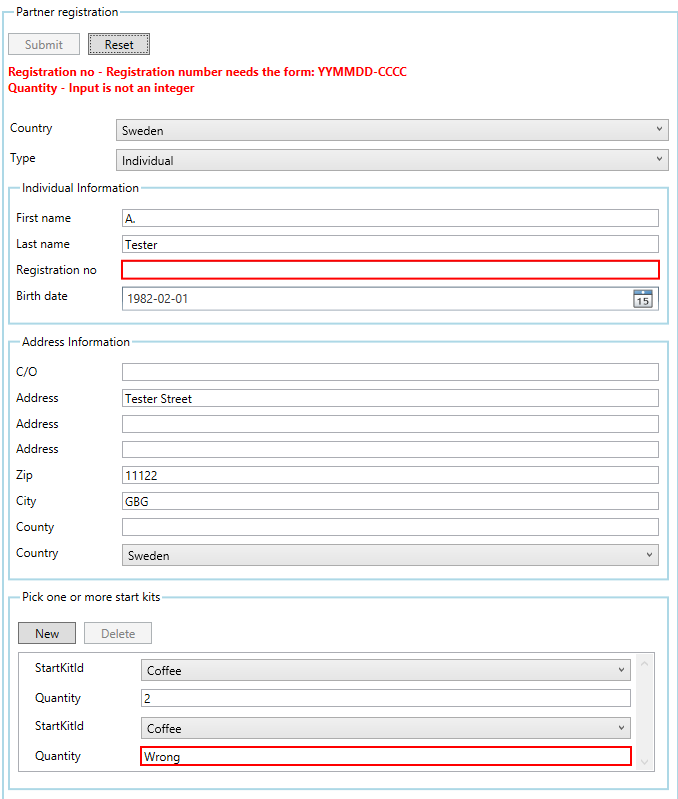 Partner registration
Submit Reset
Registration no - Registration number needs the form: YYMMDD-CCCC
Quantity - Input is not an integer
Country Sweden
Type Individual
Individual Information
First name A.
Last name Tester
Registration no
Birth date 1982-02-01 15
Address Information
C/O
Address Tester Street
Address
Address
Zip 11122
City GBG
County
Country Sweden
Pick one or more start kits
New Delete
StartKitId Coffee
Quantity 2
StartKitId Coffee
Quantity Wrong